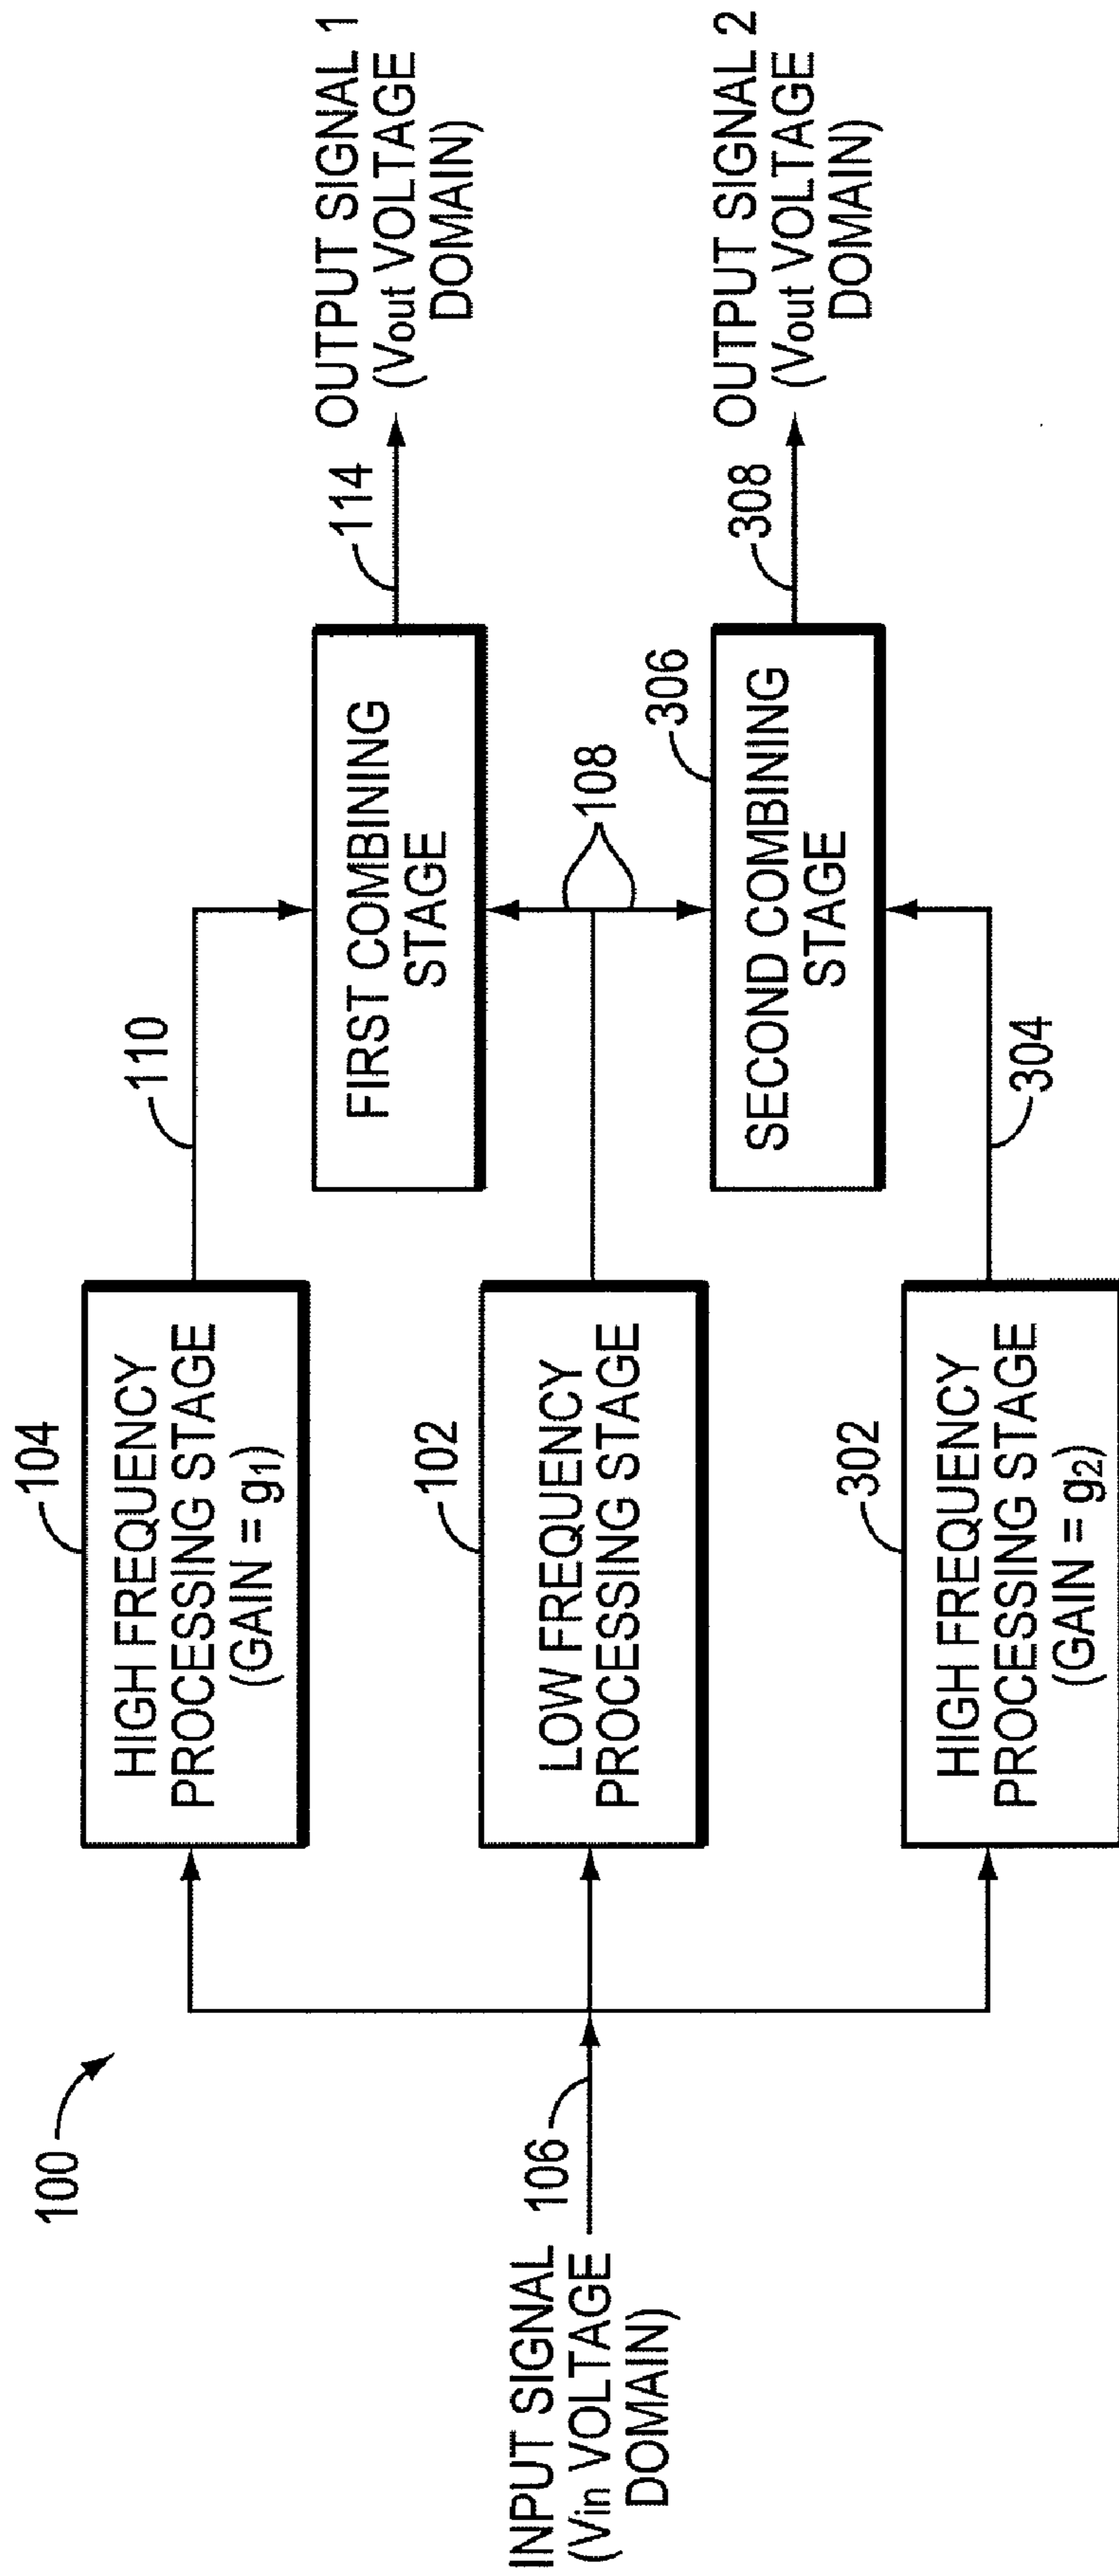 100
INPUT SIGNAL
(Vin VOLTAGE
DOMAIN)
106
104
HIGH FREQUENCY
PROCESSING STAGE
(GAIN = g1)
102
LOW FREQUENCY
PROCESSING STAGE
302
HIGH FREQUENCY
PROCESSING STAGE
(GAIN = g2)
110
FIRST COMBINING
STAGE
108
306
SECOND COMBINING
STAGE
304
114
OUTPUT SIGNAL 1
(Vout VOLTAGE
DOMAIN)
308
OUTPUT SIGNAL 2
(Vout VOLTAGE
DOMAIN)